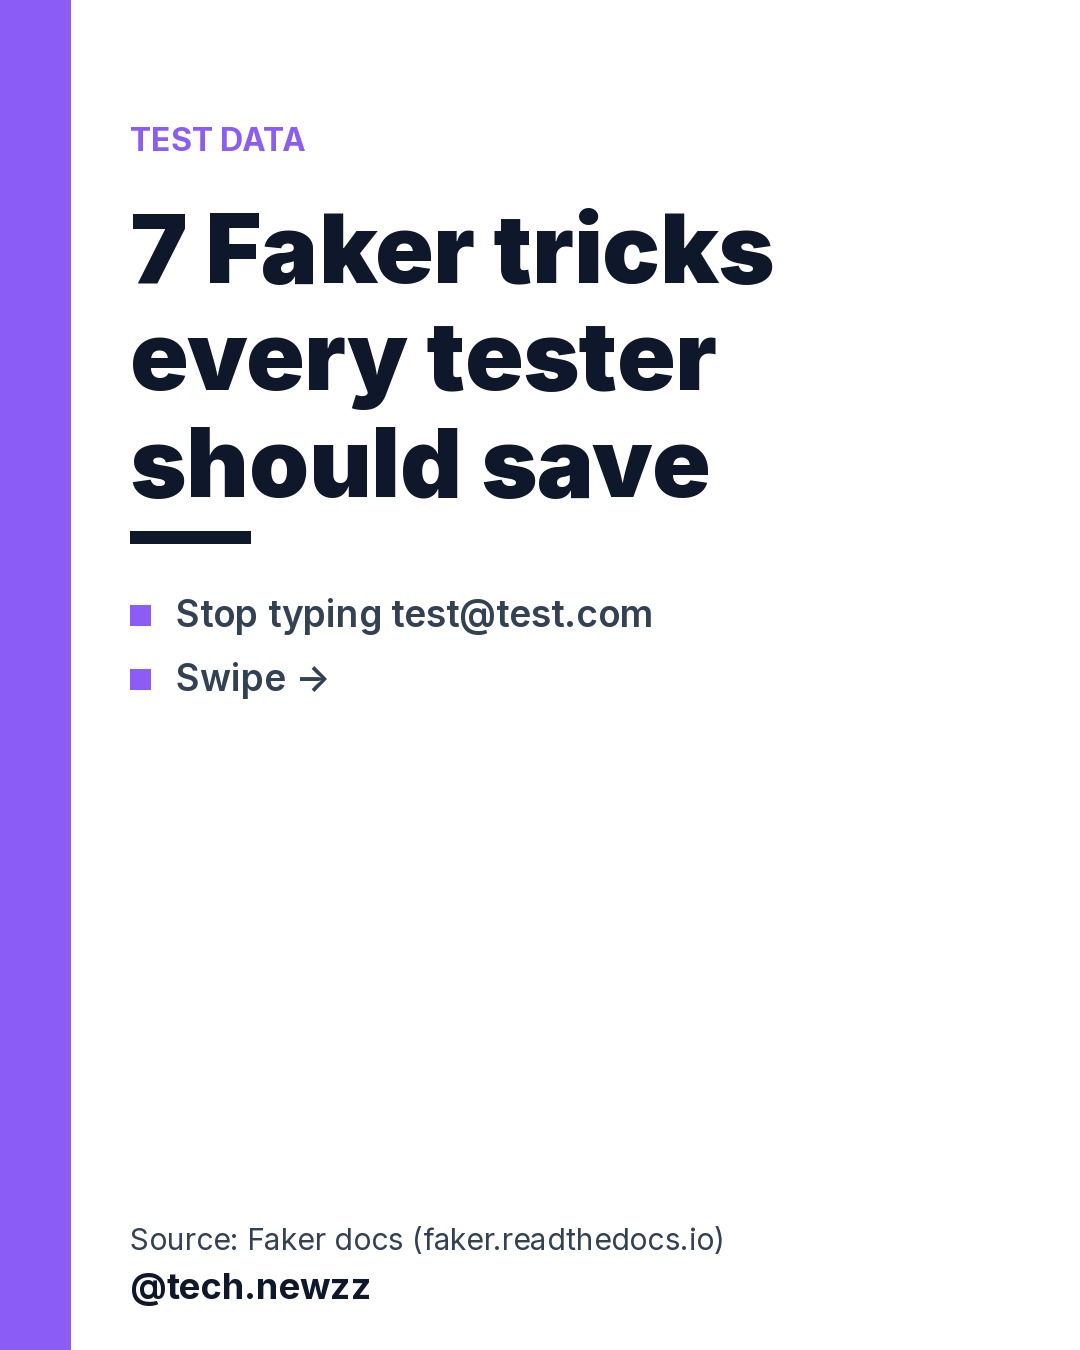 TEST DATA
7 Faker tricks
every tester
should save
Stop typing test@test.com
Swipe →
Source: Faker docs (faker.readthedocs.io)
@tech.newzz